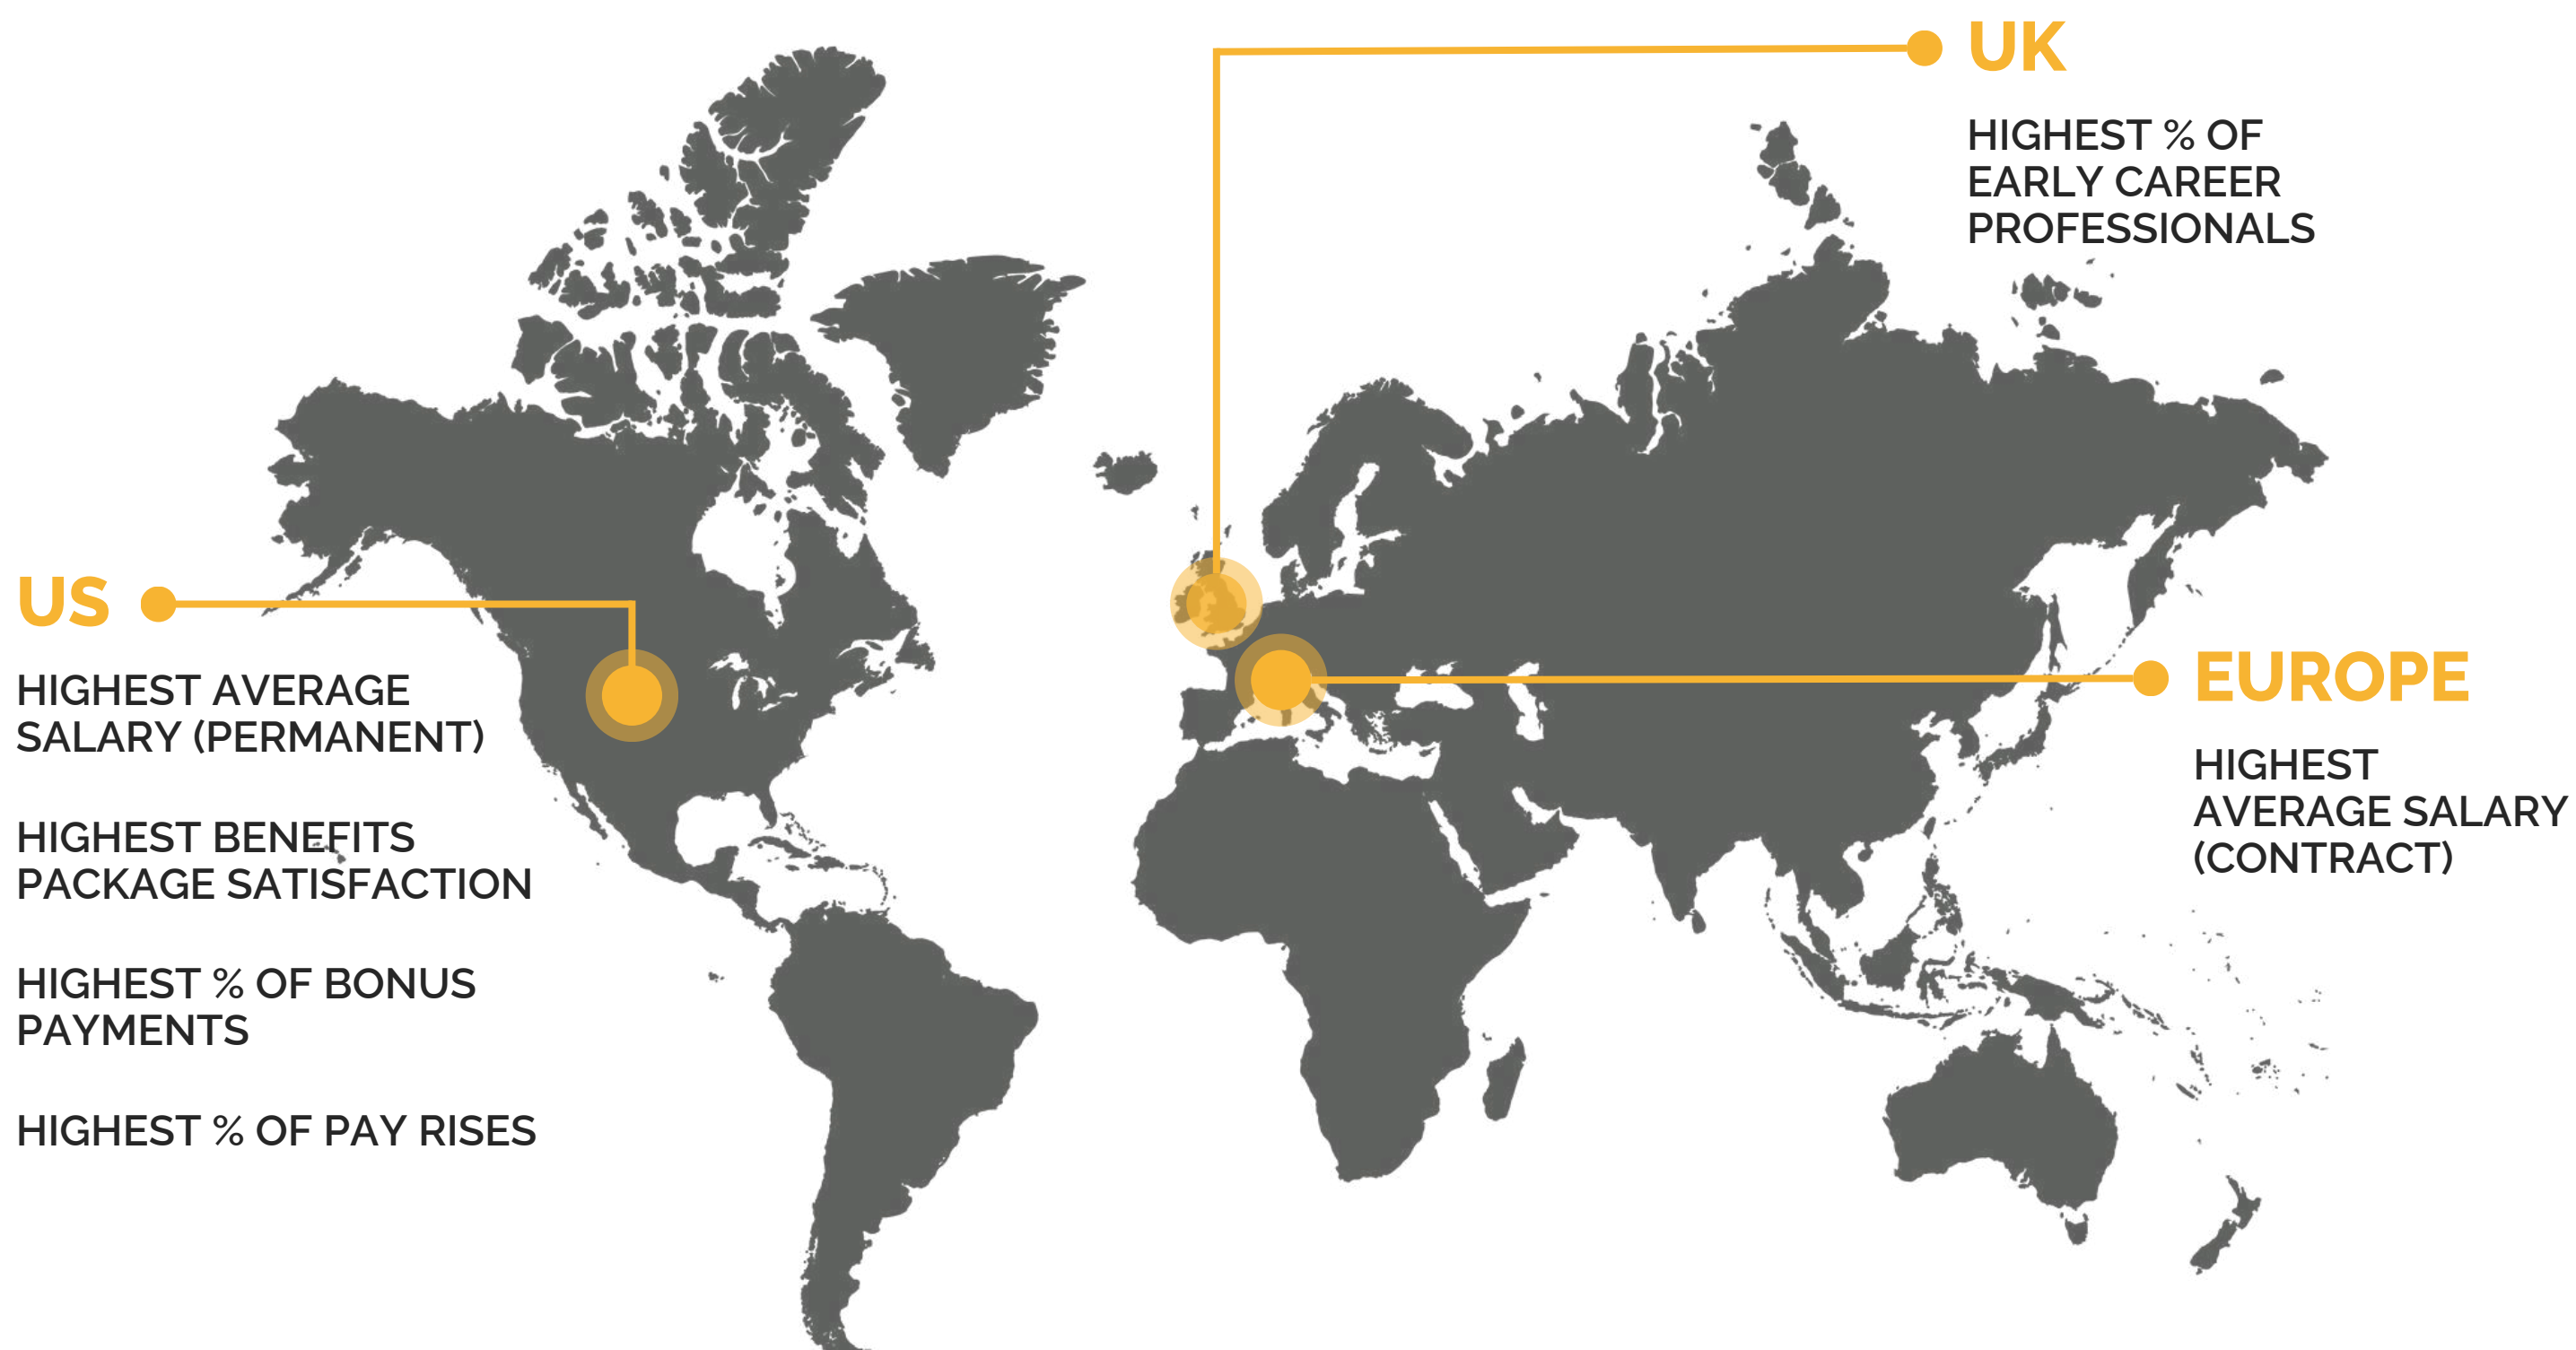 UK
HIGHEST % OF
EARLY CAREER
PROFESSIONALS
US
HIGHEST AVERAGE
SALARY (PERMANENT)
HIGHEST BENEFITS
PACKAGE SATISFACTION
HIGHEST % OF BONUS
PAYMENTS
HIGHEST % OF PAY RISES
EUROPE
HIGHEST
AVERAGE SALARY
(CONTRACT)